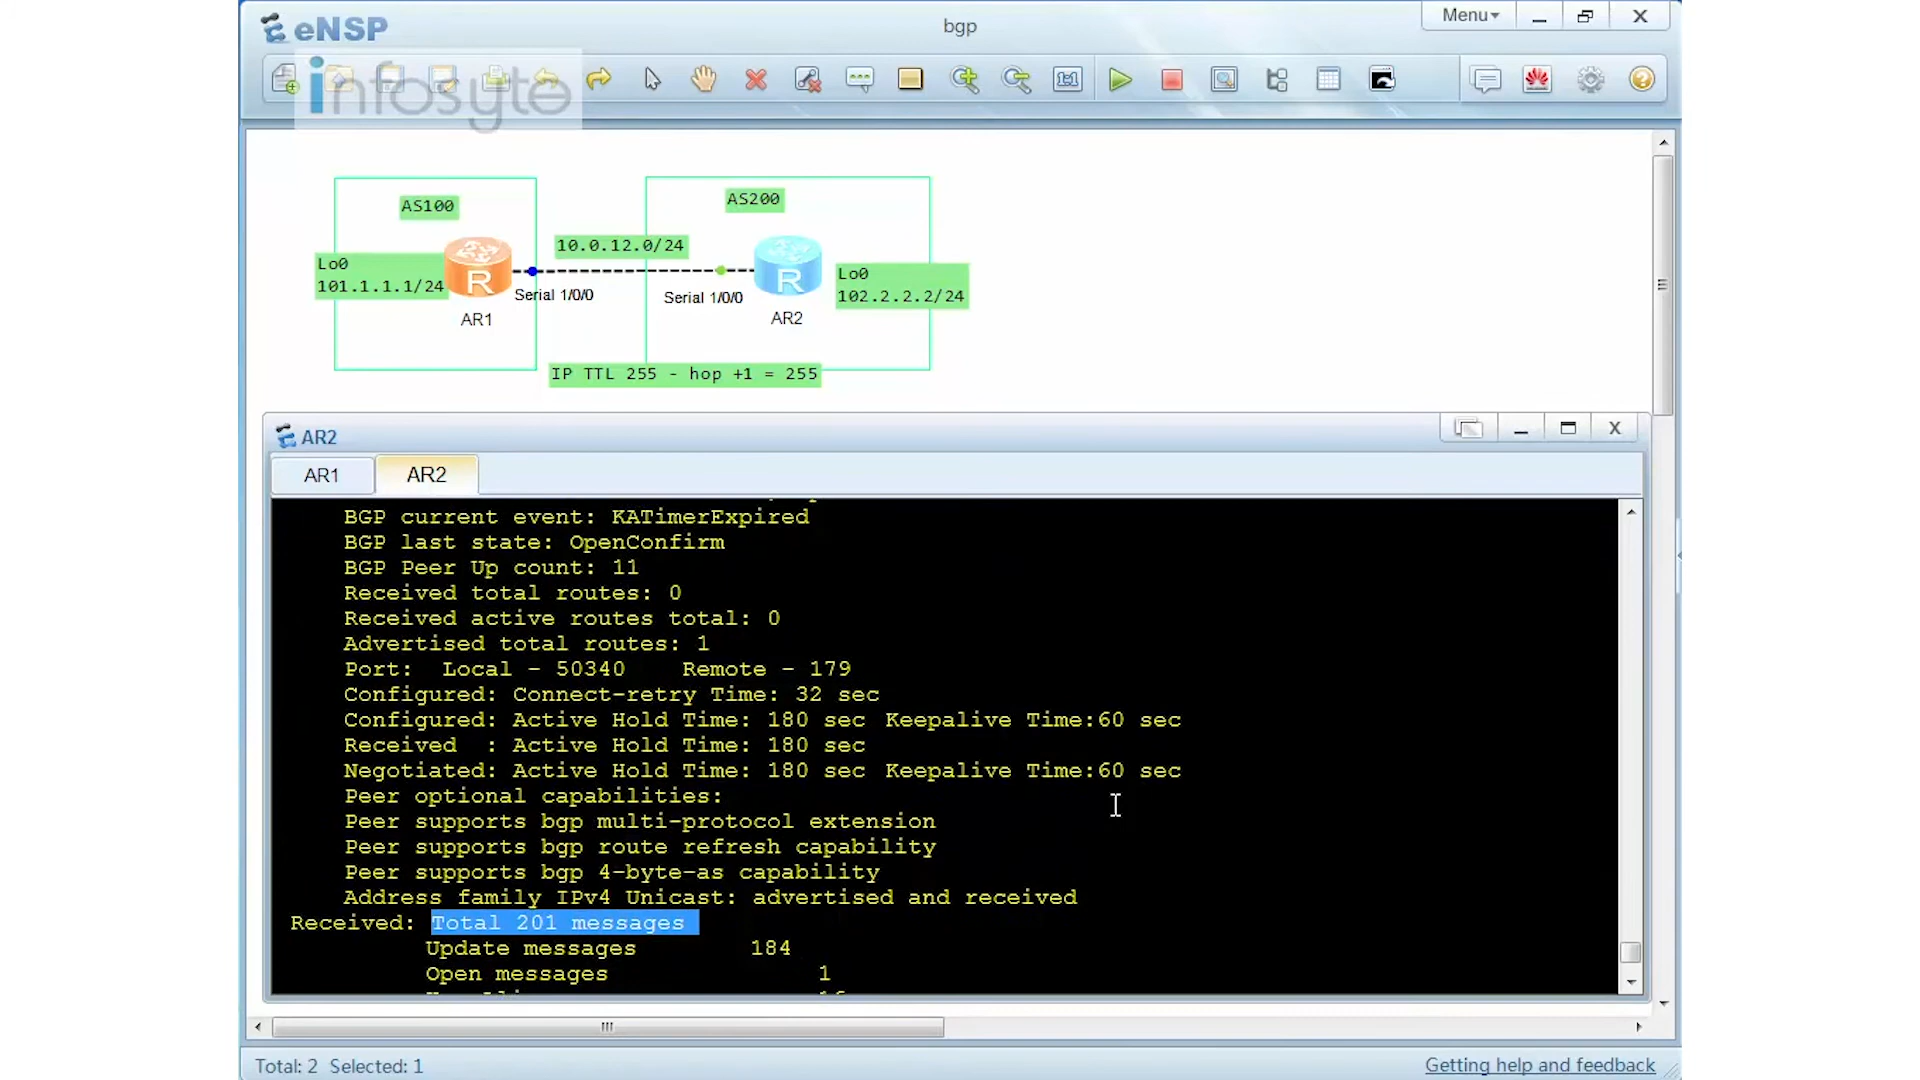 eNSP
bgp
Menu
infosyte
AS100
AS200
10.0.12.0/24
Lo0
101.1.1.1/24
Lo0
102.2.2.2/24
Serial 1/0/0
Serial 1/0/0
AR1
AR2
IP TTL 255 - hop +1 = 255
AR2
AR1
AR2
BGP current event: KATimerExpired
BGP last state: OpenConfirm
BGP Peer Up count: 11
Received total routes: 0
Received active routes total: 0
Advertised total routes: 1
Port:  Local - 50340    Remote - 179
Configured: Connect-retry Time: 32 sec
Configured: Active Hold Time: 180 sec Keepalive Time:60 sec
Received  : Active Hold Time: 180 sec
Negotiated: Active Hold Time: 180 sec Keepalive Time:60 sec
Peer optional capabilities:
Peer supports bgp multi-protocol extension
Peer supports bgp route refresh capability
Peer supports bgp 4-byte-as capability
Address family IPv4 Unicast: advertised and received
Received: Total 201 messages
Update messages 184
Open messages 1
Total: 2 Selected: 1
Getting help and feedback